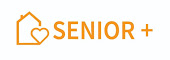 SENIOR +